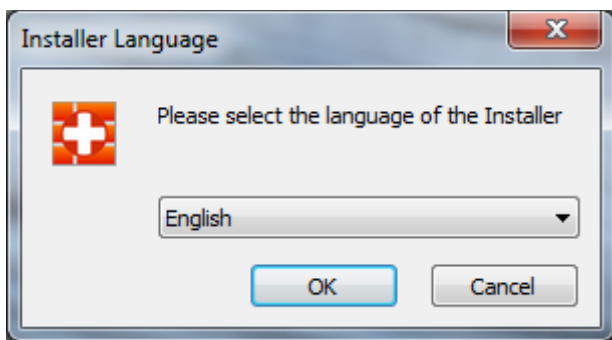 Installer Language
Please select the language of the Installer
English
OK
Cancel